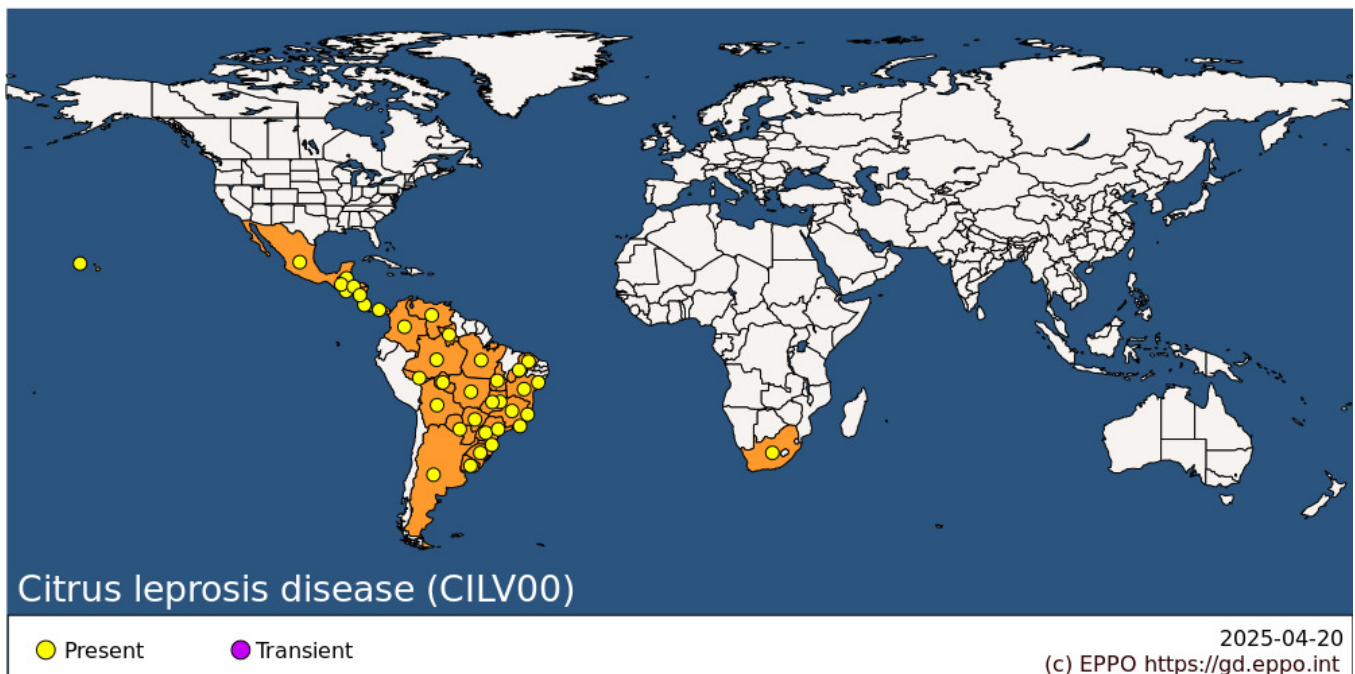 Citrus leprosis disease (CILV00)
Present
Transient
2025-04-20
(c) EPPO https://gd.eppo.int